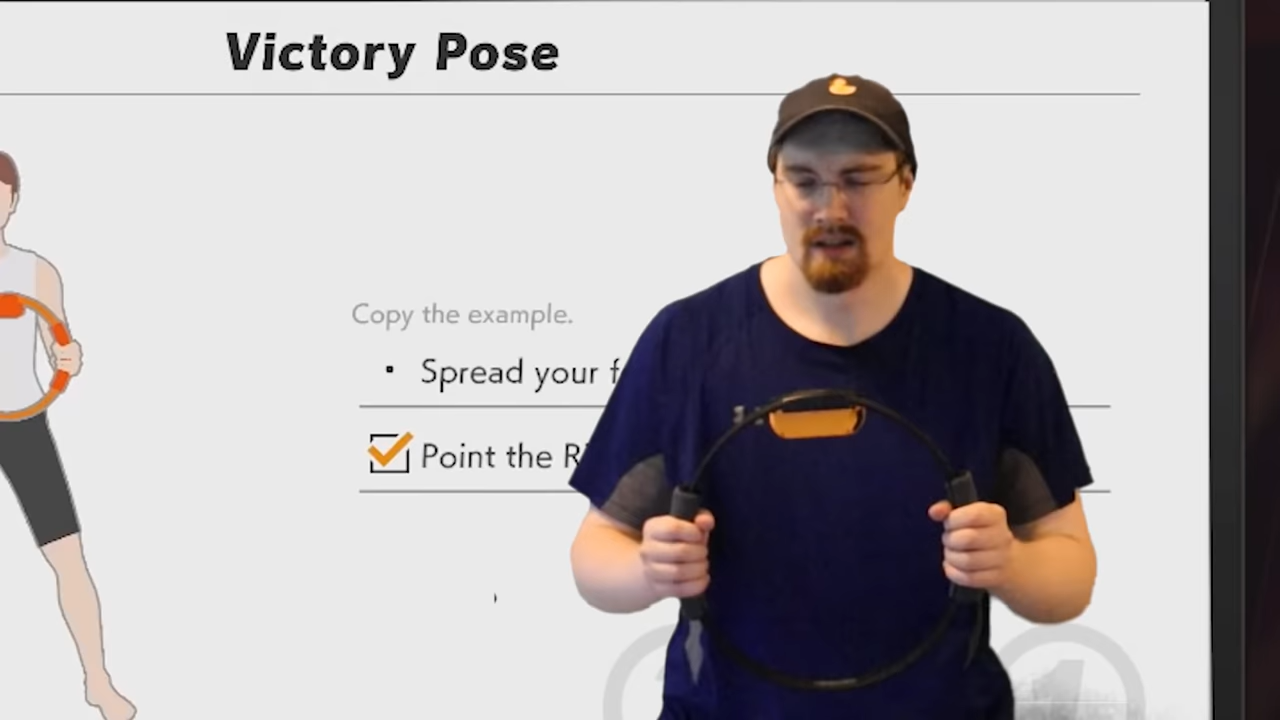 Victory Pose
Copy the example.
• Spread your
Point the